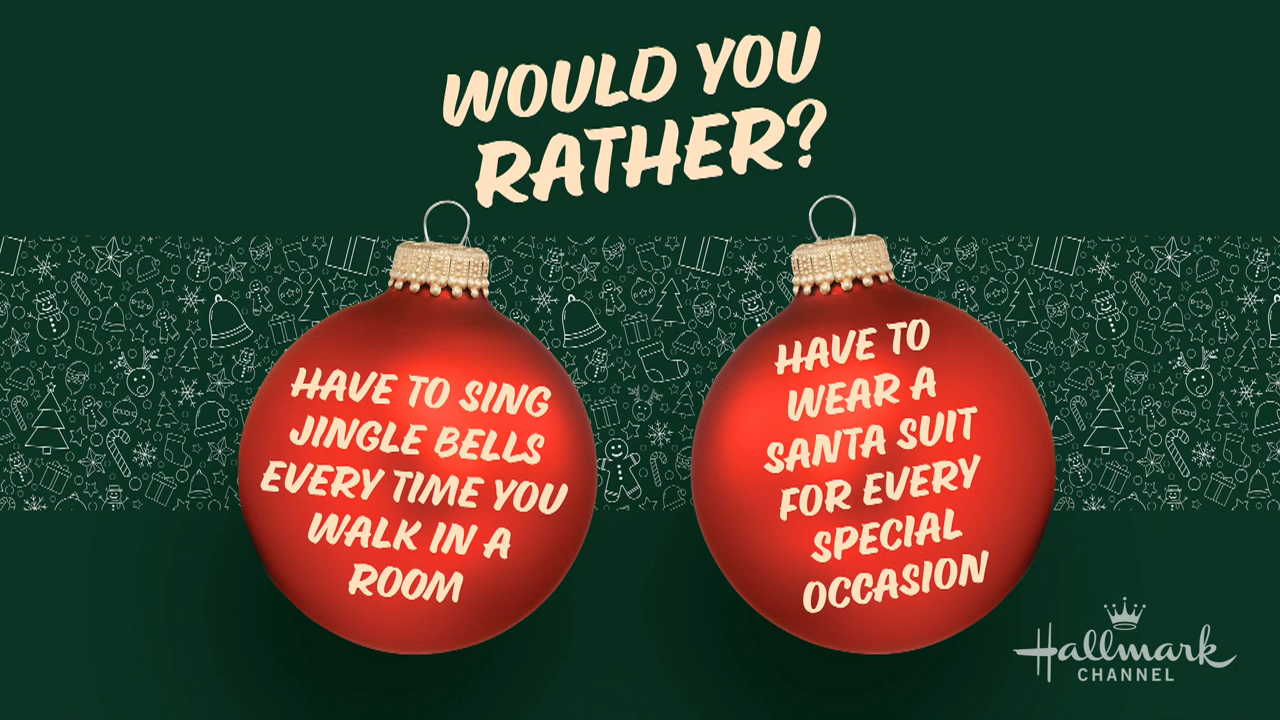 WOULD YOU
RATHER?
HAVE TO SING
JINGLE BELLS
EVERY TIME YOU
WALK IN A
ROOM
HAVE TO
WEAR A
SANTA SUIT
FOR EVERY
SPECIAL
OCCASION
Hallmark
CHANNEL